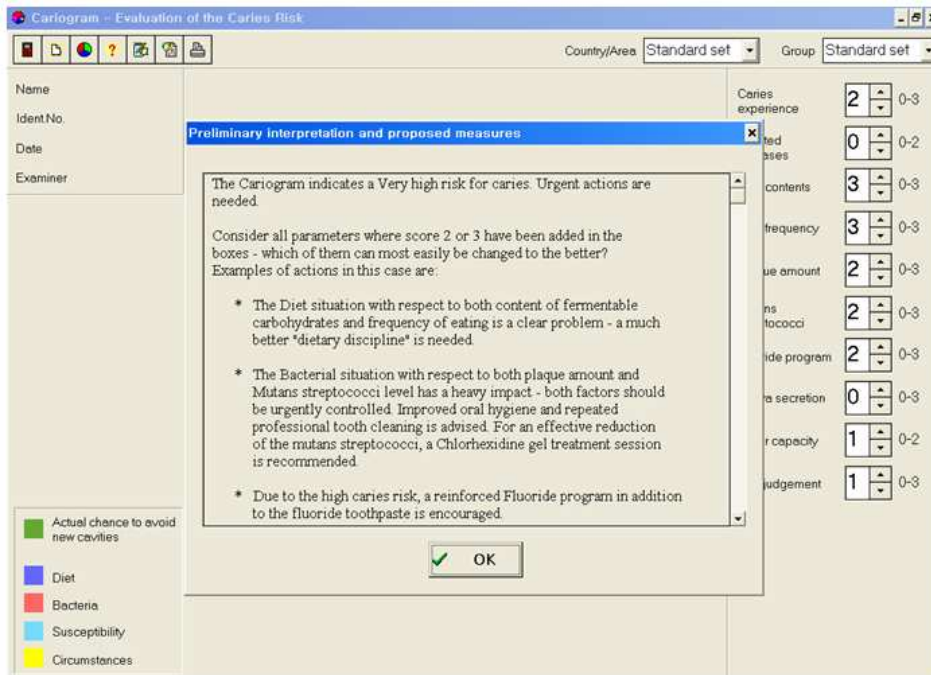 Cariogram - Evaluation of the Caries Risk
Country/Area Standard set Group Standard set
Name
Ident.No.
Date
Examiner
Preliminary interpretation and proposed measures
The Cariogram indicates a Very high risk for caries. Urgent actions are
needed.
Consider all parameters where score 2 or 3 have been added in the
boxes - which of them can most easily be changed to the better?
Examples of actions in this case are:
* The Diet situation with respect to both content of fermentable
carbohydrates and frequency of eating is a clear problem - a much
better "dietary discipline" is needed.
* The Bacterial situation with respect to both plaque amount and
Mutans streptococci level has a heavy impact - both factors should
be urgently controlled. Improved oral hygiene and repeated
professional tooth cleaning is advised. For an effective reduction
of the mutans streptococci, a Chlorhexidine gel treatment session
is recommended.
* Due to the high caries risk, a reinforced Fluoride program in addition
to the fluoride toothpaste is encouraged.
OK
Caries
experience 2 0-3
0 0-2
contents 3 0-3
frequency 3 0-3
amount 2 0-3
2 0-3
program 2 0-3
secretion 0 0-3
capacity 1 0-2
judgement 1 0-3
Actual chance to avoid
new cavities
Diet
Bacteria
Susceptibility
Circumstances